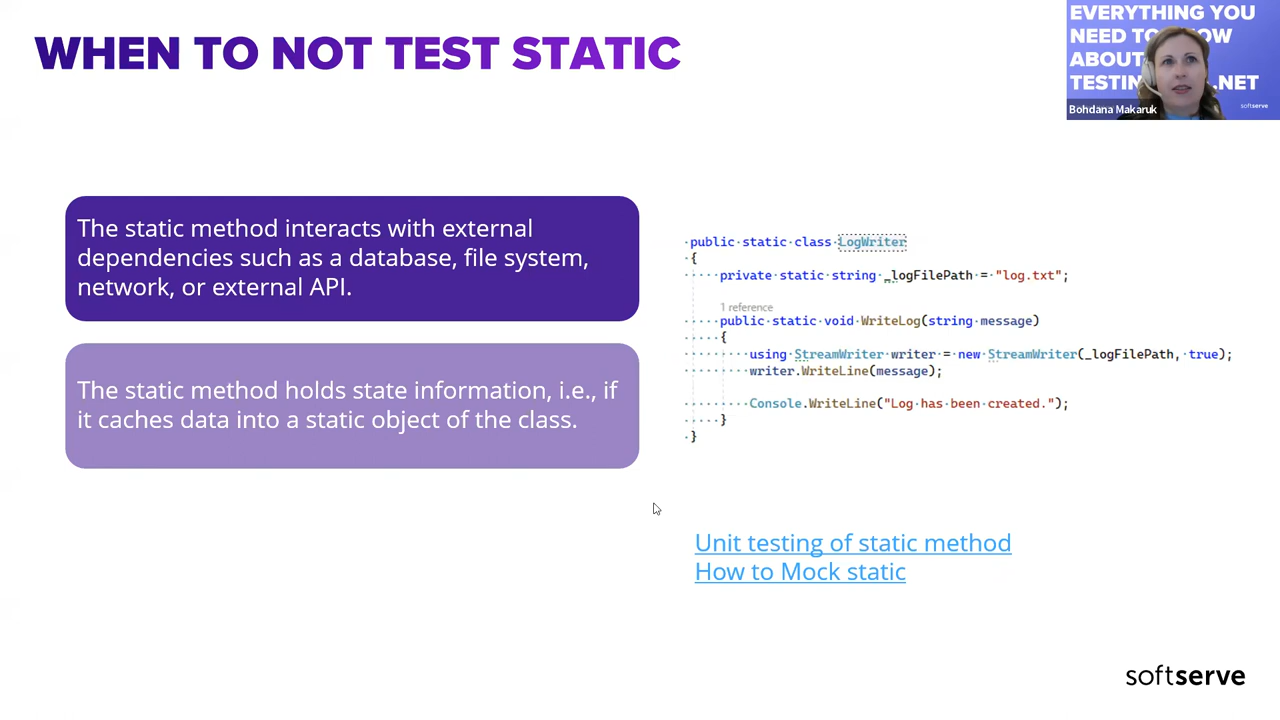 WHEN TO NOT TEST STATIC
EVERYTHING YOU
NEED TO
OW
ABOUT
TESTIN
.NET
softserve
Bohdana Makaruk
The static method interacts with external
dependencies such as a database, file system,
network, or external API.
The static method holds state information, i.e., if
it caches data into a static object of the class.
public static class LogWriter
{
private static string _logFilePath = "log.txt";
1 reference
public static void WriteLog(string message)
{
using StreamWriter writer = new StreamWriter(_logFilePath, true);
writer.WriteLine(message);
Console.WriteLine("Log has been created.");
}
}
Unit testing of static method
How to Mock static
softserve